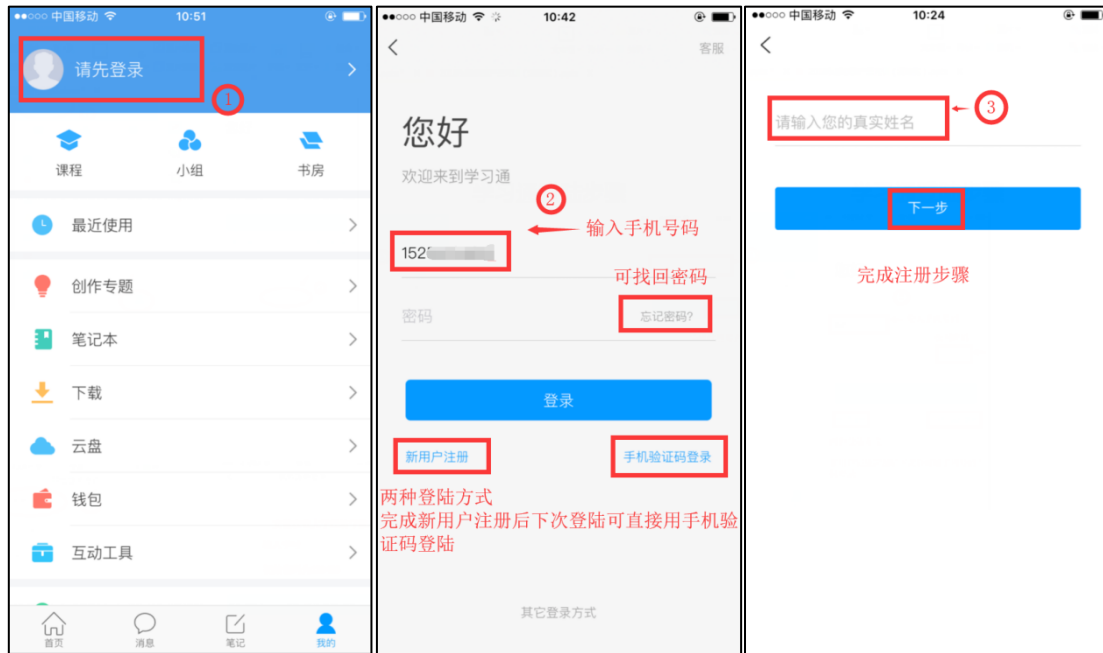 中国移动
10:51
请先登录
①
课程
小组
书房
最近使用
创作专题
笔记本
下载
云盘
钱包
互动工具
首页
消息
笔记
我的
中国移动
10:42
客服
您好
欢迎来到学习通
②
输入手机号码
152
可找回密码
密码
忘记密码?
登录
新用户注册
手机验证码登录
两种登陆方式
完成新用户注册后下次登陆可直接用手机验
证码登陆
其它登录方式
中国移动
10:24
③
请输入您的真实姓名
下一步
完成注册步骤